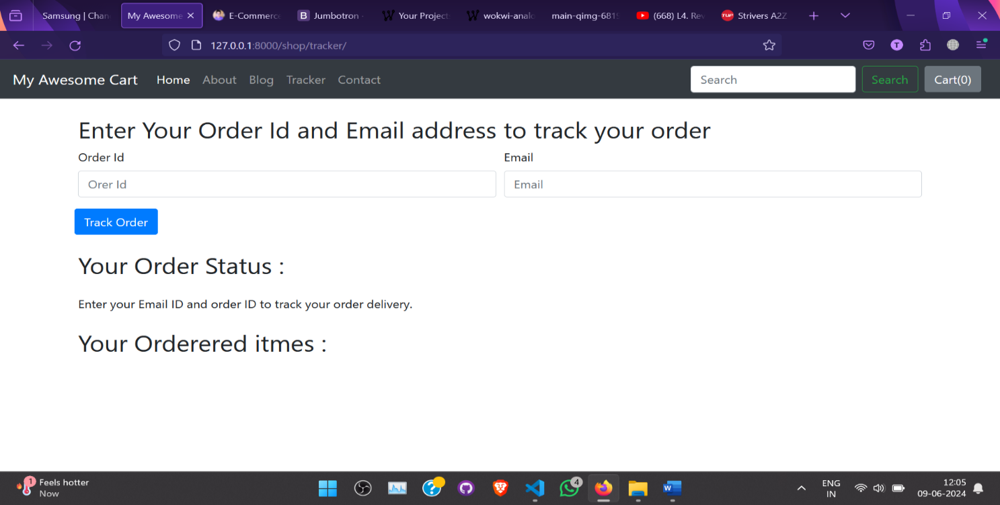 Samsung | Chan
My Awesome
E-Commerce
B Jumbotron -
Your Project
wokwi-analo
main-qimg-6815
(668) L4. Rev
TUF Strivers A2Z
127.0.0.1:8000/shop/tracker/
T
My Awesome Cart Home About Blog Tracker Contact Search Search Cart(0)
Enter Your Order Id and Email address to track your order
Order Id Email
Orer Id Email
Track Order
Your Order Status :
Enter your Email ID and order ID to track your order delivery.
Your Orderered itmes :
1 Feels hotter
Now
4
ENG
IN
12:05
09-06-2024